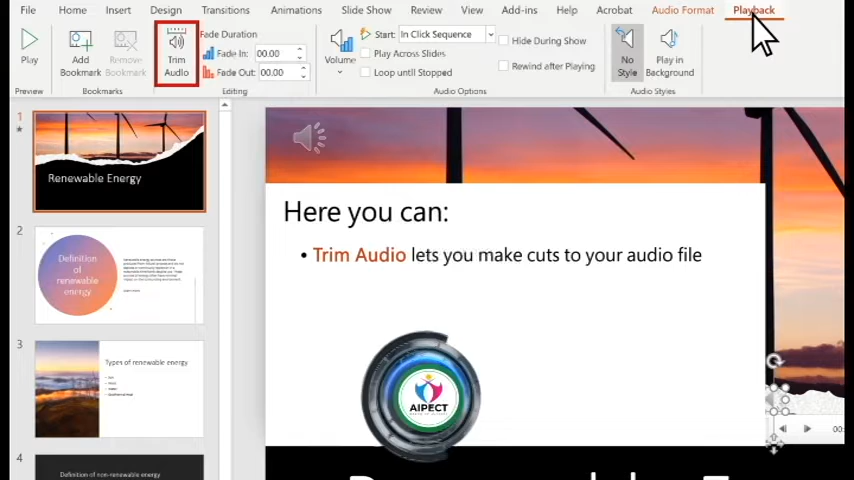 File Home Insert Design Transitions Animations Slide Show Review View Add-ins Help Acrobat Audio Format Playback
Play
Add Bookmark
Remove Bookmark
Trim Audio
Fade Duration
Fade In: 00.00
Fade Out: 00.00
Volume
Start: In Click Sequence
Play Across Slides
Loop until Stopped
Hide During Show
Rewind after Playing
No Style
Play in Background
Preview Bookmarks Editing Audio Options Audio Styles
1
Renewable Energy
2
Definition
of
renewable
energy
3
Types of renewable energy
4
Definition of non-renewable energy
Here you can:
• Trim Audio lets you make cuts to your audio file
AIPECT